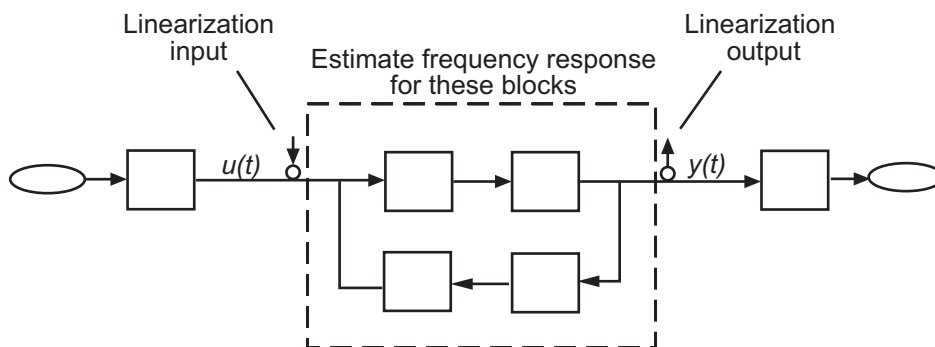 Linearization
input
Estimate frequency response
for these blocks
Linearization
output
u(t)
y(t)